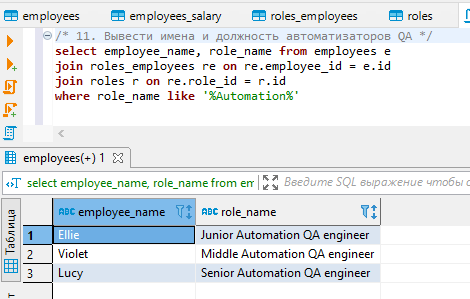 employees employees_salary roles_employees roles
/* 11. Вывести имена и должность автоматизаторов QA */
select employee_name, role_name from employees e
join roles_employees re on re.employee_id = e.id
join roles r on re.role_id = r.id
where role_name like '%Automation%'
employees(+) 1
select employee_name, role_name from em
Введите SQL выражение чтобы
Таблица
ABC employee_name ABC role_name
1 Ellie Junior Automation QA engineer
2 Violet Middle Automation QA engineer
3 Lucy Senior Automation QA engineer